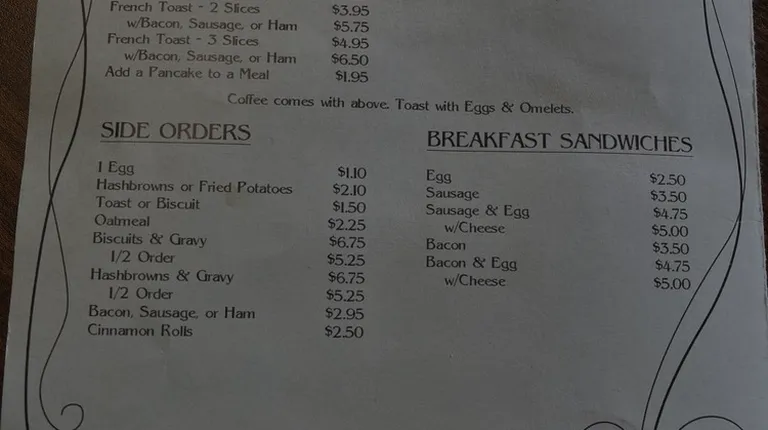 French Toast - 2 Slices $3.95
w/Bacon, Sausage, or Ham $5.75
French Toast - 3 Slices $4.95
w/Bacon, Sausage, or Ham $6.50
Add a Pancake to a Meal $1.95
Coffee comes with above. Toast with Eggs & Omelets.
SIDE ORDERS
1 Egg $1.10
Hashbrowns or Fried Potatoes $2.10
Toast or Biscuit $1.50
Oatmeal $2.25
Biscuits & Gravy $6.75
1/2 Order $5.25
Hashbrowns & Gravy $6.75
1/2 Order $5.25
Bacon, Sausage, or Ham $2.95
Cinnamon Rolls $2.50
BREAKFAST SANDWICHES
Egg $2.50
Sausage $3.50
Sausage & Egg $4.75
w/Cheese $5.00
Bacon $3.50
Bacon & Egg $4.75
w/Cheese $5.00